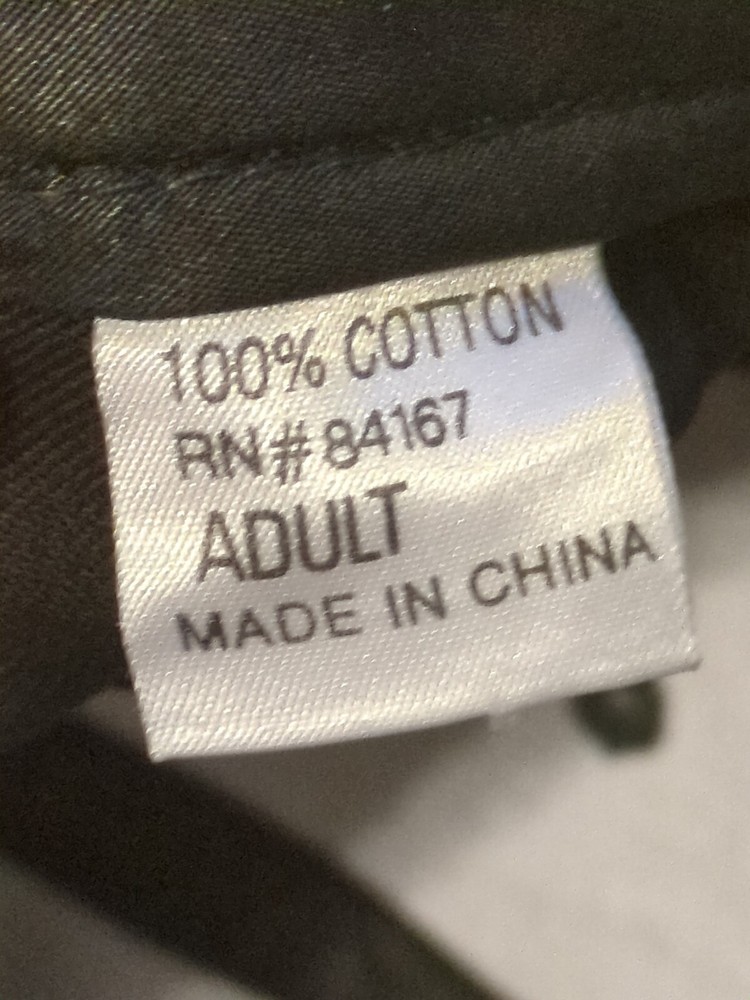 100% COTTON
RN# 84167
ADULT
MADE IN CHINA